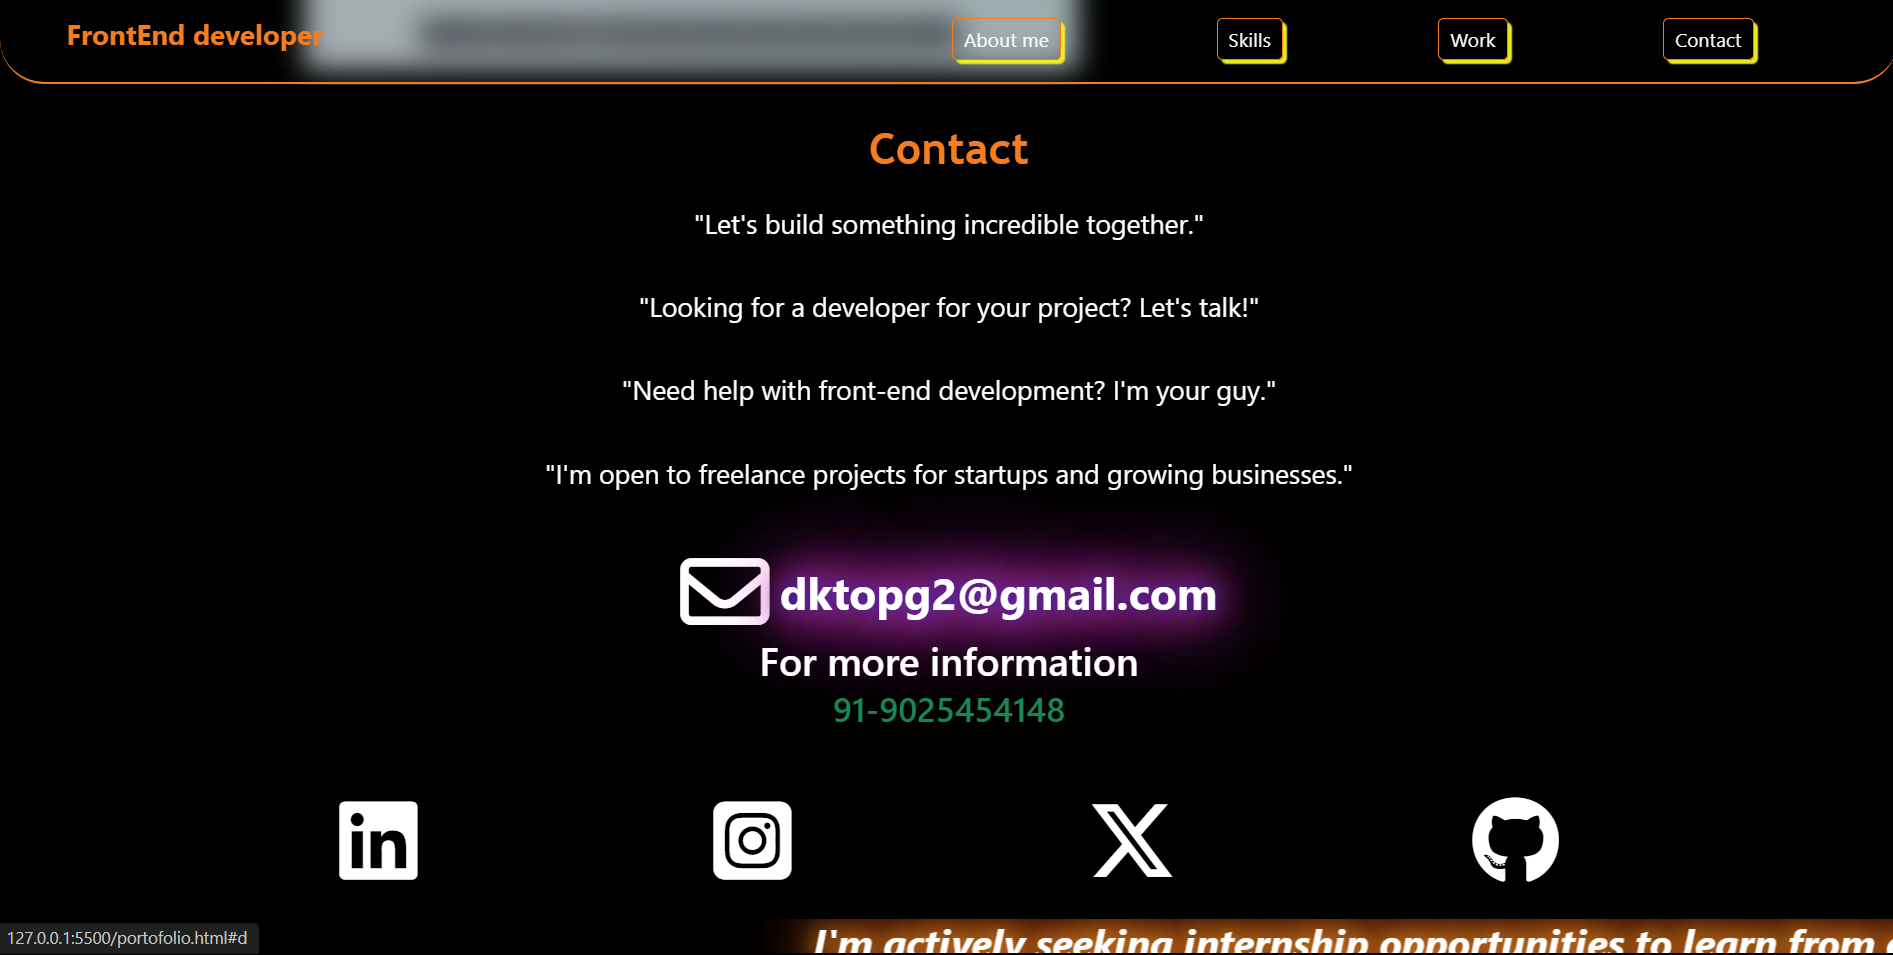 FrontEnd developer
About me
Skills
Work
Contact
Contact
"Let's build something incredible together."
"Looking for a developer for your project? Let's talk!"
"Need help with front-end development? I'm your guy."
"I'm open to freelance projects for startups and growing businesses."
dktopg2@gmail.com
For more information
91-9025454148
in
127.0.0.1:5500/portofolio.html#d
I'm actively seeking internship opportunities to learn from